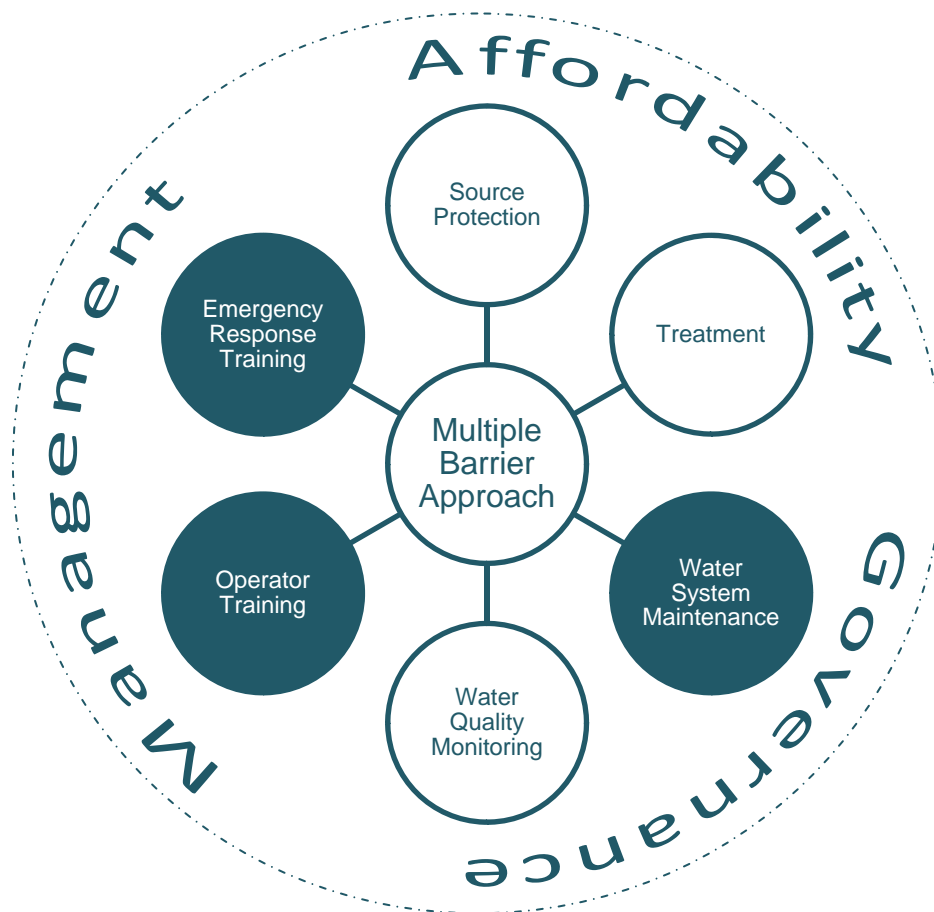 Affordability
Source
Protection
Emergency
Response
Training
Treatment
Management
Multiple
Barrier
Approach
Governance
Operator
Training
Water
System
Maintenance
Water
Quality
Monitoring